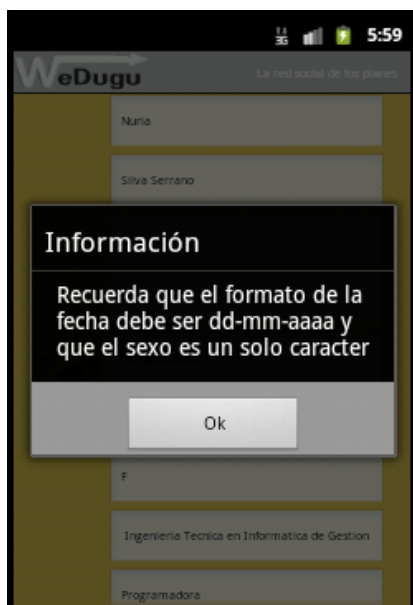 3G 5:59
WeDugu La red social de los planes
Nuria
Silva Serrano
Información
Recuerda que el formato de la
fecha debe ser dd-mm-aaaa y
que el sexo es un solo caracter
Ok
F
Ingenieria Tecnica en Informatica de Gestion
Programadora